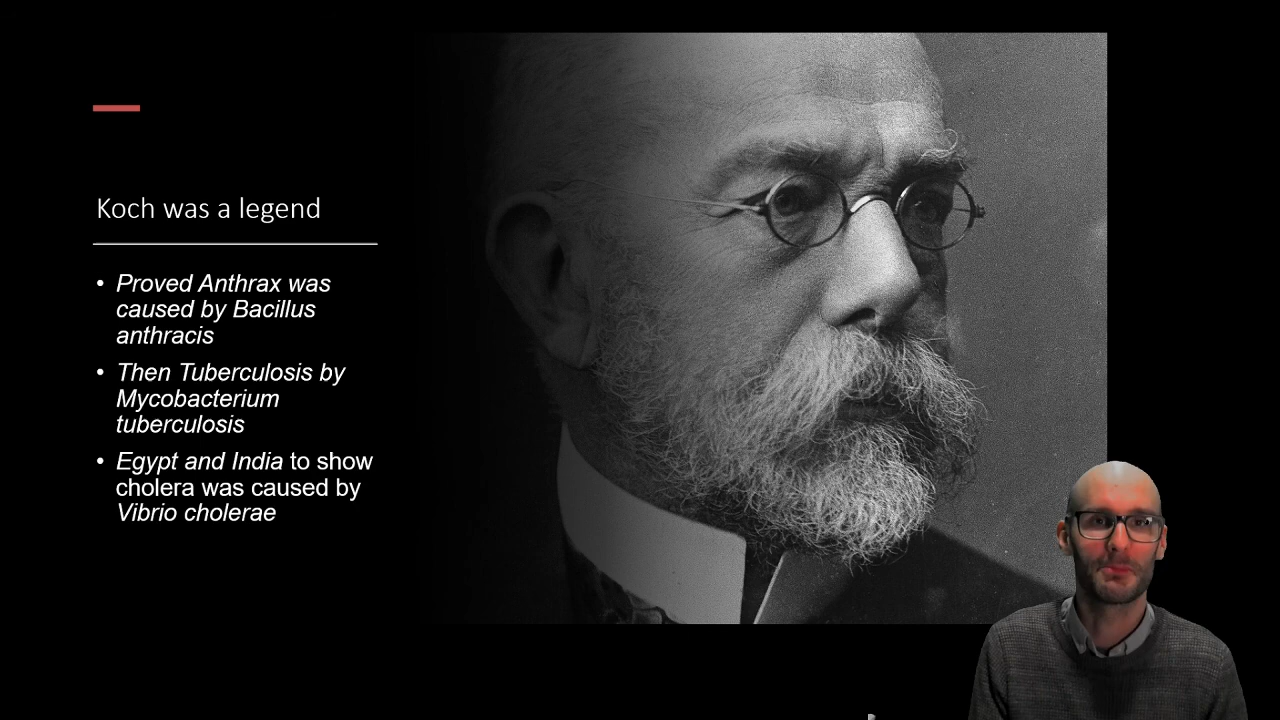 Koch was a legend
• Proved Anthrax was
caused by Bacillus
anthracis
• Then Tuberculosis by
Mycobacterium
tuberculosis
• Egypt and India to show
cholera was caused by
Vibrio cholerae